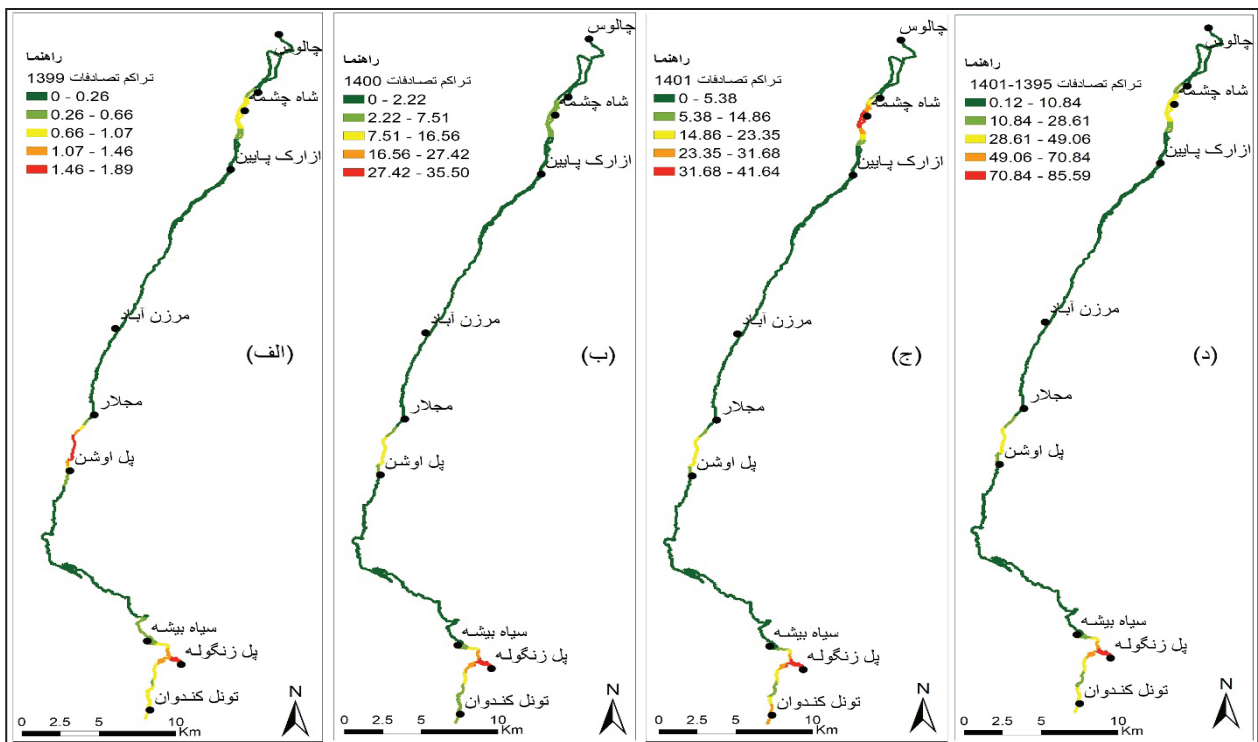 چالوس
راهنما
تراکم تصادفات 1399
0 - 0.26
0.26 - 0.66
0.66 - 1.07
1.07 - 1.46
1.46 - 1.89
شاه چشمه
ازارک پایین
مرزن آباد
(الف)
مجلار
پل اوشن
سیاه بیشه
پل زنگوله
تونل کندوان
N
0 2.5 5 10
Km
چالوس
راهنما
تراکم تصادفات 1400
0 - 2.22
2.22 - 7.51
7.51 - 16.56
16.56 - 27.42
27.42 - 35.50
شاه چشمه
ازارک پایین
مرزن آباد
(ب)
مجلار
پل اوشن
سیاه بیشه
پل زنگوله
تونل کندوان
N
0 2.5 5 10
Km
چالوس
راهنما
تراکم تصادفات 1401
0 - 5.38
5.38 - 14.86
14.86 - 23.35
23.35 - 31.68
31.68 - 41.64
شاه چشمه
ازارک پایین
مرزن آباد
(ج)
مجلار
پل اوشن
سیاه بیشه
پل زنگوله
تونل کندوان
N
0 2.5 5 10
Km
چالوس
راهنما
تراکم تصادفات 1395-1401
0.12 - 10.84
10.84 - 28.61
28.61 - 49.06
49.06 - 70.84
70.84 - 85.59
شاه چشمه
ازارک پایین
مرزن آباد
(د)
مجلار
پل اوشن
سیاه بیشه
پل زنگوله
تونل کندوان
N
0 2.5 5 10
Km